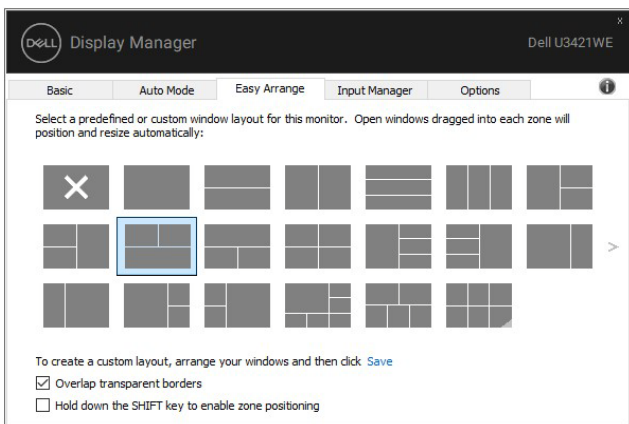 x
DELL Display Manager
Dell U3421WE
Basic Auto Mode Easy Arrange Input Manager Options
Select a predefined or custom window layout for this monitor. Open windows dragged into each zone will
position and resize automatically:
To create a custom layout, arrange your windows and then click Save
Overlap transparent borders
Hold down the SHIFT key to enable zone positioning